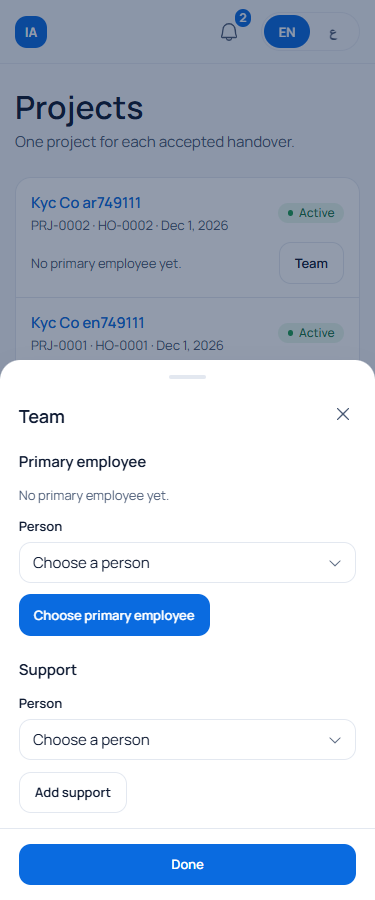 IA
2
EN
ع
Projects
One project for each accepted handover.
Kyc Co ar749111
Active
PRJ-0002 · HO-0002 · Dec 1, 2026
No primary employee yet.
Team
Kyc Co en749111
Active
PRJ-0001 · HO-0001 · Dec 1, 2026
Team
Primary employee
No primary employee yet.
Person
Choose a person
Choose primary employee
Support
Person
Choose a person
Add support
Done